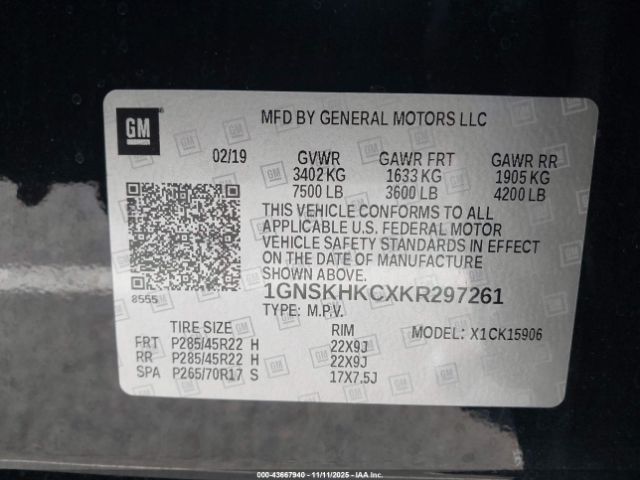 GM
MFD BY GENERAL MOTORS LLC
02/19 GVWR GAWR FRT GAWR RR
3402 KG 1633 KG 1905 KG
7500 LB 3600 LB 4200 LB
THIS VEHICLE CONFORMS TO ALL
APPLICABLE U.S. FEDERAL MOTOR
VEHICLE SAFETY STANDARDS IN EFFECT
ON THE DATE OF MANUFACTURE
SHOWN ABOVE.
8555 1GNSKHKCXKR297261
TYPE: M.P.V.
TIRE SIZE RIM MODEL: X1CK15906
FRT P285/45R22 H 22X9J
RR P285/45R22 H 22X9J
SPA P265/70R17 S 17X7.5J
000-43667940 - 11/11/2025 - IAAI.COM